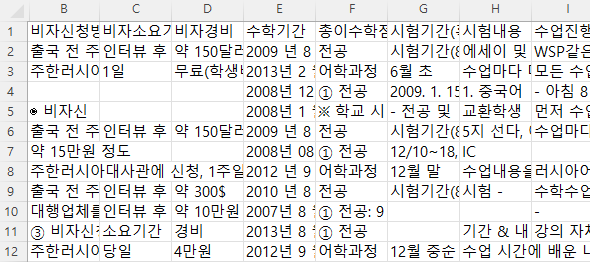 B C D E F G H I
1 비자신청방 비자소요기 비자경비 수학기간 총이수학점 시험기간( 시험내용 수업진행
2 출국 전 주 인터뷰 후 약 150달러 2009 년 8 전공 시험기간(8 에세이 및 WSP같은
3 주한러시아 1일 무료(학생비 2013년 2 월 어학과정 6월 초 수업마다 다 모든 수업
4 2008년 12 ① 전공 2009. 1. 15 1. 중국어 - 아침 8
5 ◉ 비자신 2008년 1 월 ※ 학교 시 - 전공 및 교환학생 먼저 수업
6 출국 전 주 인터뷰 후 약 150달러 2009 년 8 전공 시험기간(8 5지 선다, 수업마다
7 약 15만원 정도 2008년 08 ① 전공 12/10~18, IC
8 주한러시아 대사관에 신청, 1주일 2012 년 9 어학과정 12월 말 수업내용을 러시아어
9 출국 전 주 인터뷰 후 약 300$ 2010 년 8 전공 시험기간(8 시험 - 수학수업
10 대행업체를 인터뷰 후 약 10만원 2007년 8 월 ① 전공: 9 -
11 ③ 비자신청 소요기간 경비 2013년 8 월 ① 전공 기간 & 내 강의 자체
12 주한러시아 당일 4만원 2012년 9 월 어학과정 12월 중순 수업 시간에 배운 내